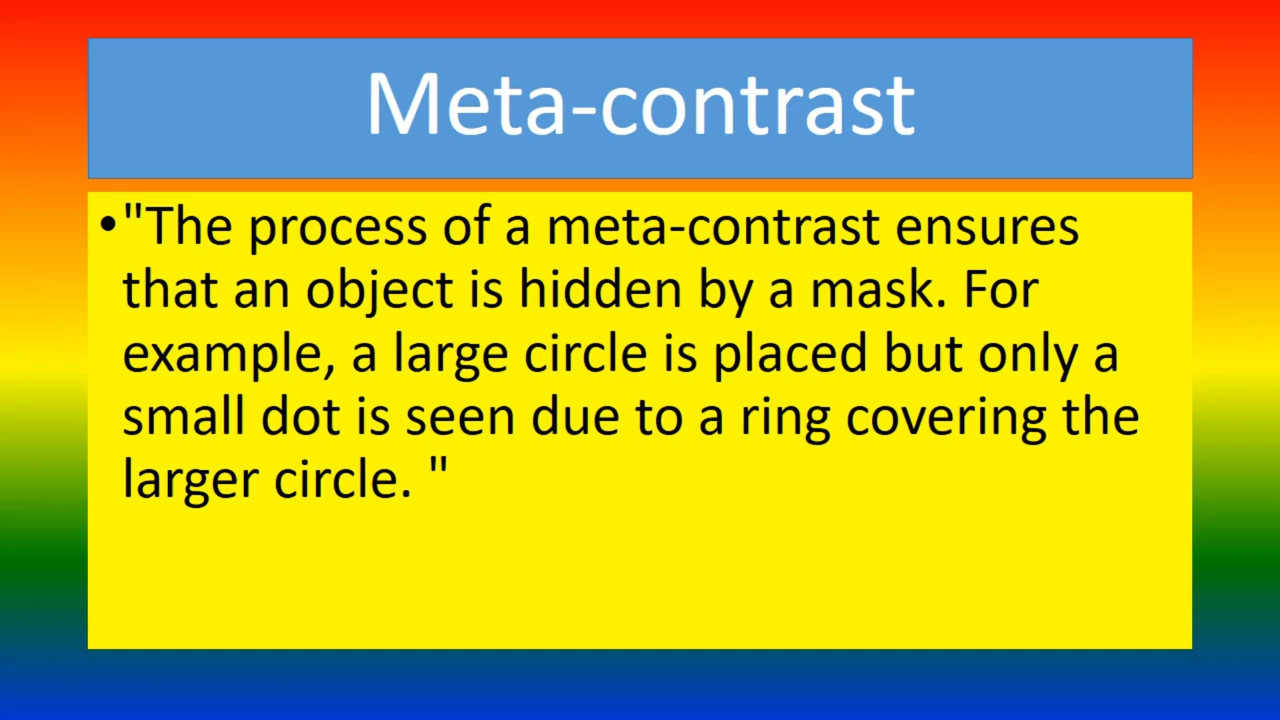 Meta-contrast
•"The process of a meta-contrast ensures
that an object is hidden by a mask. For
example, a large circle is placed but only a
small dot is seen due to a ring covering the
larger circle. "